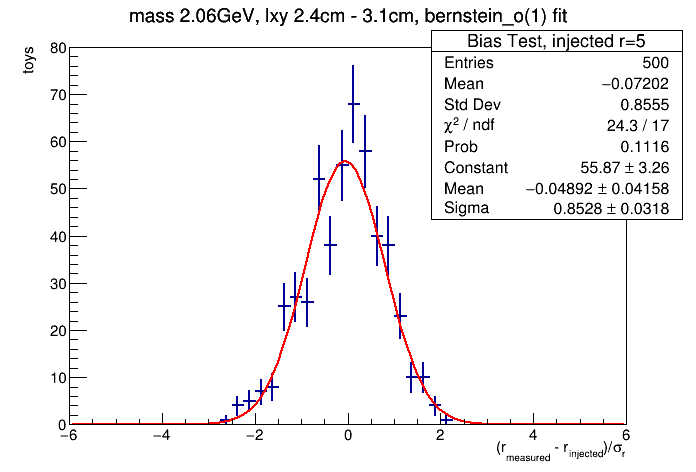 mass 2.06GeV, lxy 2.4cm - 3.1cm, bernstein_o(1) fit
Bias Test, injected r=5
Entries 500
Mean −0.07202
Std Dev 0.8555
χ² / ndf 24.3 / 17
Prob 0.1116
Constant 55.87 ± 3.26
Mean −0.04892 ± 0.04158
Sigma 0.8528 ± 0.0318
toys
80
70
60
50
40
30
20
10
0
−6 −4 −2 0 2 4 6
(r_measured - r_injected)/σ_r